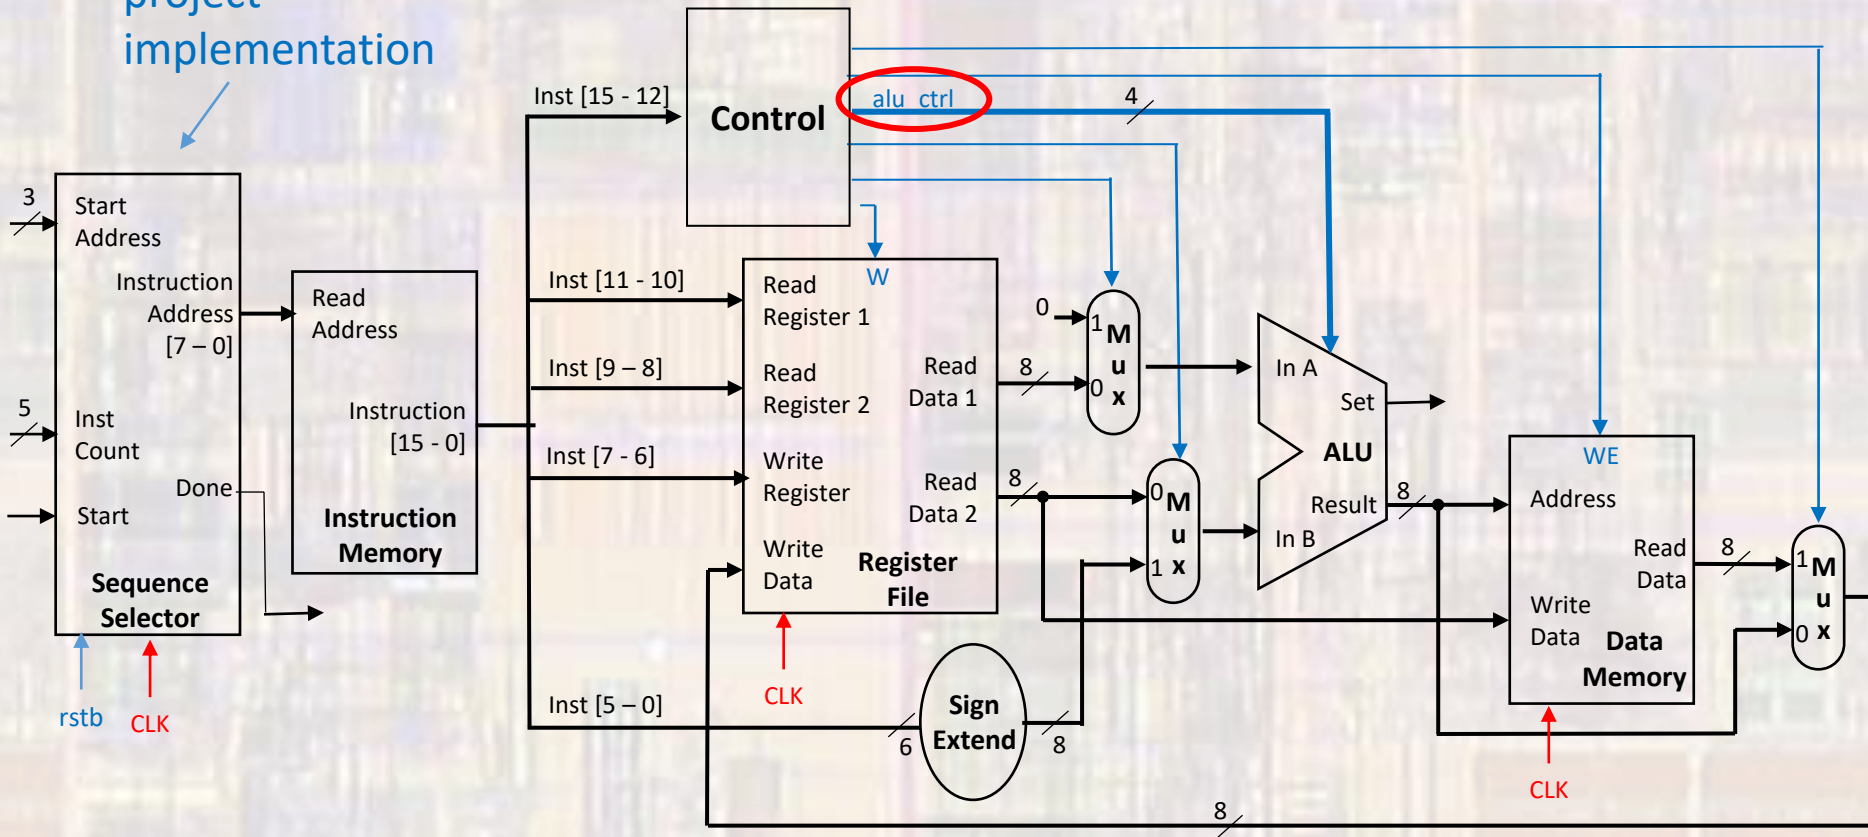 project
implementation
Inst [15 - 12]
Control
alu ctrl
4
3
Start
Address
Instruction
Address
[7 – 0]
5
Inst
Count
Done
Start
Sequence
Selector
rstb
CLK
Read
Address
Instruction
[15 - 0]
Instruction
Memory
Inst [11 - 10]
Inst [9 – 8]
Inst [7 - 6]
Inst [5 – 0]
W
Read
Register 1
Read
Register 2
Write
Register
Write
Data
Read
Data 1
Read
Data 2
Register
File
CLK
8
8
6
Sign
Extend
8
0
1
0
M
u
x
0
1
M
u
x
In A
Set
ALU
Result
In B
8
WE
Address
Read
Data
Write
Data
Data
Memory
CLK
8
1
0
M
u
x
8